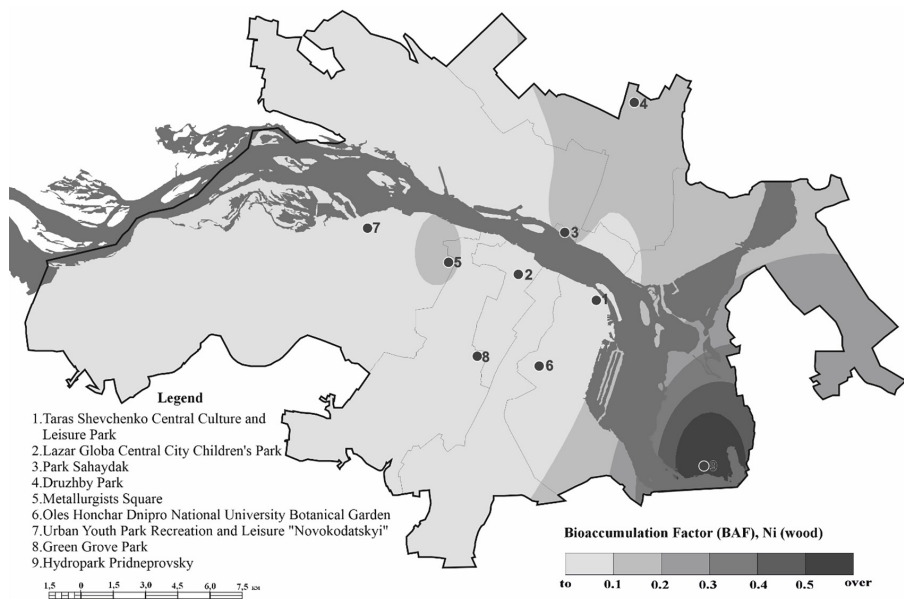 4
3
7
5
2
1
8
6
9
Legend
1.Taras Shevchenko Central Culture and
Leisure Park
2.Lazar Globa Central City Children's Park
3.Park Sahaydak
4.Druzhby Park
5.Metallurgists Square
6.Oles Honchar Dnipro National University Botanical Garden
7.Urban Youth Park Recreation and Leisure "Novokodatskyi"
8.Green Grove Park
9.Hydropark Pridneprovsky
1,5 0 1,5 3,0 4,5 6,0 7,5 км
Bioaccumulation Factor (BAF), Ni (wood)
to 0.1 0.2 0.3 0.4 0.5 over